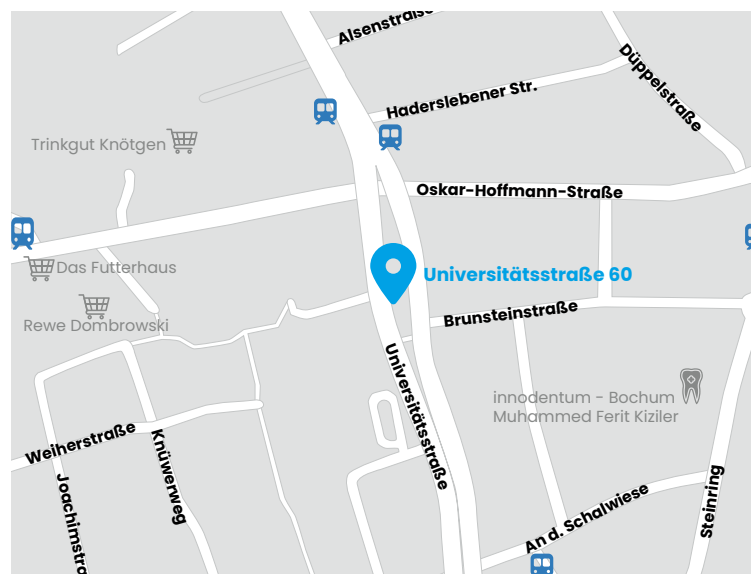 Alsenstraße
Düppelstraße
Haderslebener Str.
Trinkgut Knötgen
Oskar-Hoffmann-Straße
Das Futterhaus
Universitätsstraße 60
Rewe Dombrowski
Brunsteinstraße
Universitätsstraße
innodentum - Bochum
Muhammed Ferit Kiziler
Weiherstraße
Knüwerweg
Joachimstra
Steinring
An d. Schalwiese